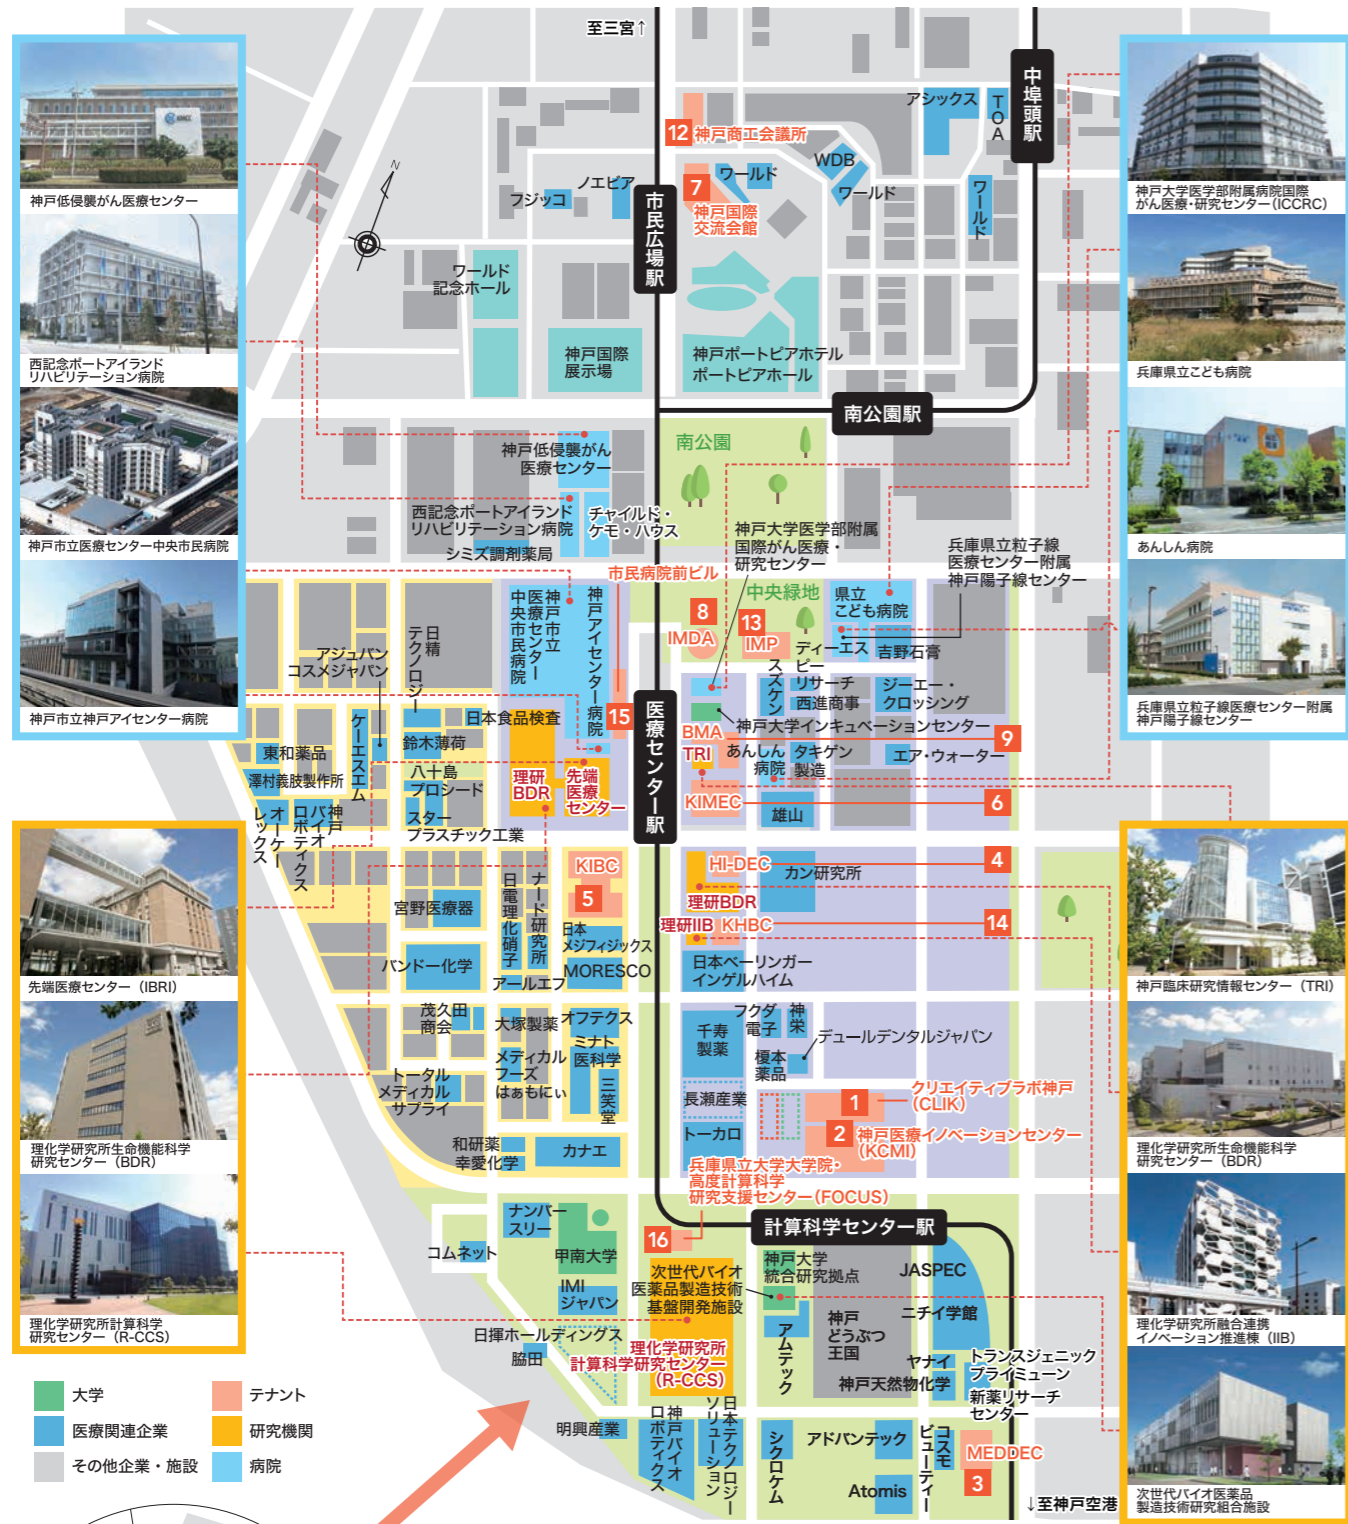 至三宮↑
中埠頭駅
市民広場駅
南公園駅
医療センター駅
計算科学センター駅
↓至神戸空港
N
神戸低侵襲がん医療センター
西記念ポートアイランド
リハビリテーション病院
神戸市立医療センター中央市民病院
神戸市立神戸アイセンター病院
先端医療センター（IBRI）
理化学研究所生命機能科学
研究センター（BDR）
理化学研究所計算科学
研究センター（R-CCS）
神戸大学医学部附属病院国際
がん医療・研究センター（ICCRC）
兵庫県立こども病院
あんしん病院
兵庫県立粒子線医療センター附属
神戸陽子線センター
神戸臨床研究情報センター（TRI）
理化学研究所生命機能科学
研究センター（BDR）
理化学研究所融合連携
イノベーション推進棟（IIB）
次世代バイオ医薬品
製造技術研究組合施設
12 神戸商工会議所
アシックス
TOA
7
神戸国際
交流会館
ワールド
WDB
ワールド
ワールド
フジッコ
ノエビア
ワールド
記念ホール
神戸国際
展示場
神戸ポートピアホテル
ポートピアホール
南公園
神戸低侵襲がん
医療センター
西記念ポートアイランド
リハビリテーション病院
チャイルド・
ケモ・ハウス
シミズ調剤薬局
神戸大学医学部附属
国際がん医療・
研究センター
兵庫県立粒子線
医療センター附属
神戸陽子線センター
市民病院前ビル
中央緑地
8
IMDA
13
IMP
県立
こども病院
神戸市立
医療センター
中央市民病院
神戸アイセンター病院
15
日精
テクノロジー
アジュバン
コスメジャパン
ディーエス
吉野石膏
スズケン
ピー
リサーチ
西進商事
ジーエー・
クロッシング
神戸大学インキュベーションセンター
BMA
9
TRI
あんしん
病院
タキゲン
製造
エア・ウォーター
KIMEC
6
雄山
日本食品検査
鈴木薄荷
ケーエスエム
東和薬品
澤村義肢製作所
八十島
プロシード
スター
プラスチック工業
オーケー
レックス
神戸
バイオ
ロボティクス
理研
BDR
先端
医療
センター
KIBC
5
HI-DEC
4
カン研究所
理研BDR
理研IIB
KHBC
14
宮野医療器
日電理化硝子
ナード研究所
日本
メジフィジックス
バンドー化学
MORESCO
アールエフ
日本ベーリンガー
インゲルハイム
茂久田
商会
大塚製薬
オフテクス
ミナト
医科学
メディカル
フーズ
はぁもにぃ
三笑堂
トータル
メディカル
サプライ
千寿
製薬
フクダ
電子
神栄
デュールデンタルジャパン
榎本
薬品
長瀬産業
トーカロ
1
クリエイティブラボ神戸
（CLIK）
2
神戸医療イノベーションセンター
（KCMI）
和研薬
幸愛化学
カナエ
兵庫県立大学大学院・
高度計算科学
研究支援センター（FOCUS）
16
ナンバー
スリー
コムネット
甲南大学
IMI
ジャパン
次世代バイオ
医薬品製造技術
基盤開発施設
神戸大学
統合研究拠点
JASPEC
ニチイ学館
神戸
どうぶつ
王国
アムテック
日揮ホールディングス
脇田
理化学研究所
計算科学研究センター
（R-CCS）
ヤナイ
神戸天然物化学
トランスジェニック
プライミューン
新薬リサーチ
センター
明興産業
神戸バイオ
ロボティクス
日本テクノロジー
ソリューション
シクロケム
アドバンテック
Atomis
コスモ
ビューティー
MEDDEC
3
大学
テナント
医療関連企業
研究機関
その他企業・施設
病院